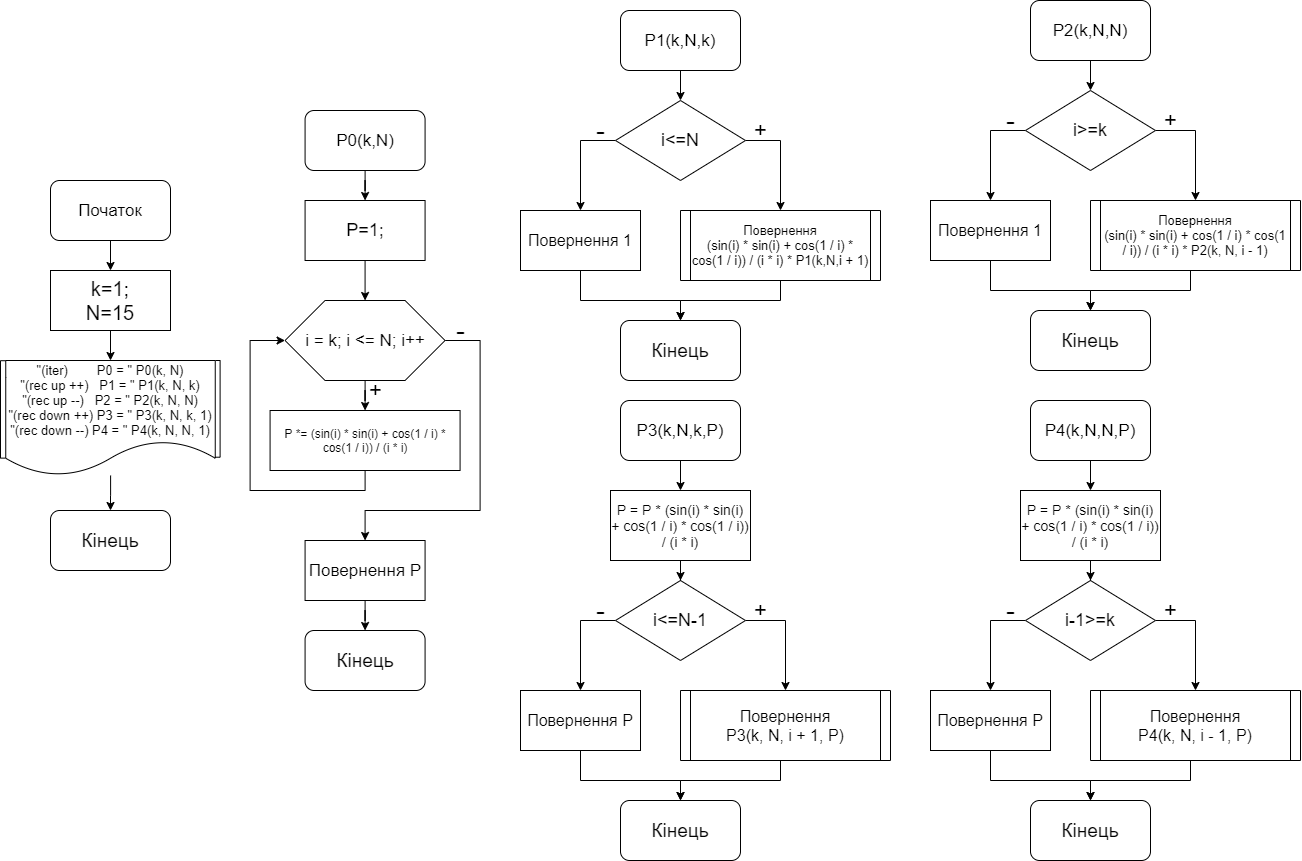 Початок
k=1;
N=15
"(iter) P0 = " P0(k, N)
"(rec up ++) P1 = " P1(k, N, k)
"(rec up --) P2 = " P2(k, N, N)
"(rec down ++) P3 = " P3(k, N, k, 1)
"(rec down --) P4 = " P4(k, N, N, 1)
Кінець
P0(k,N)
P=1;
i = k; i <= N; i++
-
+
P *= (sin(i) * sin(i) + cos(1 / i) *
cos(1 / i)) / (i * i)
Повернення P
Кінець
P1(k,N,k)
i<=N
-
+
Повернення 1
Повернення
(sin(i) * sin(i) + cos(1 / i) *
cos(1 / i)) / (i * i) * P1(k,N,i + 1)
Кінець
P2(k,N,N)
i>=k
-
+
Повернення 1
Повернення
(sin(i) * sin(i) + cos(1 / i) * cos(1
/ i)) / (i * i) * P2(k, N, i - 1)
Кінець
P3(k,N,k,P)
P = P * (sin(i) * sin(i)
+ cos(1 / i) * cos(1 / i))
/ (i * i)
i<=N-1
-
+
Повернення P
Повернення
P3(k, N, i + 1, P)
Кінець
P4(k,N,N,P)
P = P * (sin(i) * sin(i)
+ cos(1 / i) * cos(1 / i))
/ (i * i)
i-1>=k
-
+
Повернення P
Повернення
P4(k, N, i - 1, P)
Кінець